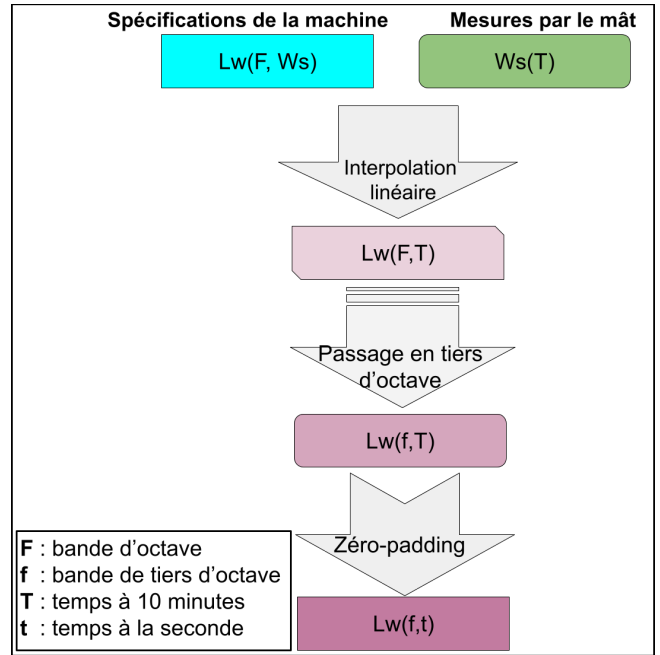 Spécifications de la machine
Mesures par le mât
Lw(F, Ws)
Ws(T)
Interpolation
linéaire
Lw(F,T)
Passage en tiers
d'octave
Lw(f,T)
Zéro-padding
Lw(f,t)
F : bande d'octave
f : bande de tiers d'octave
T : temps à 10 minutes
t : temps à la seconde